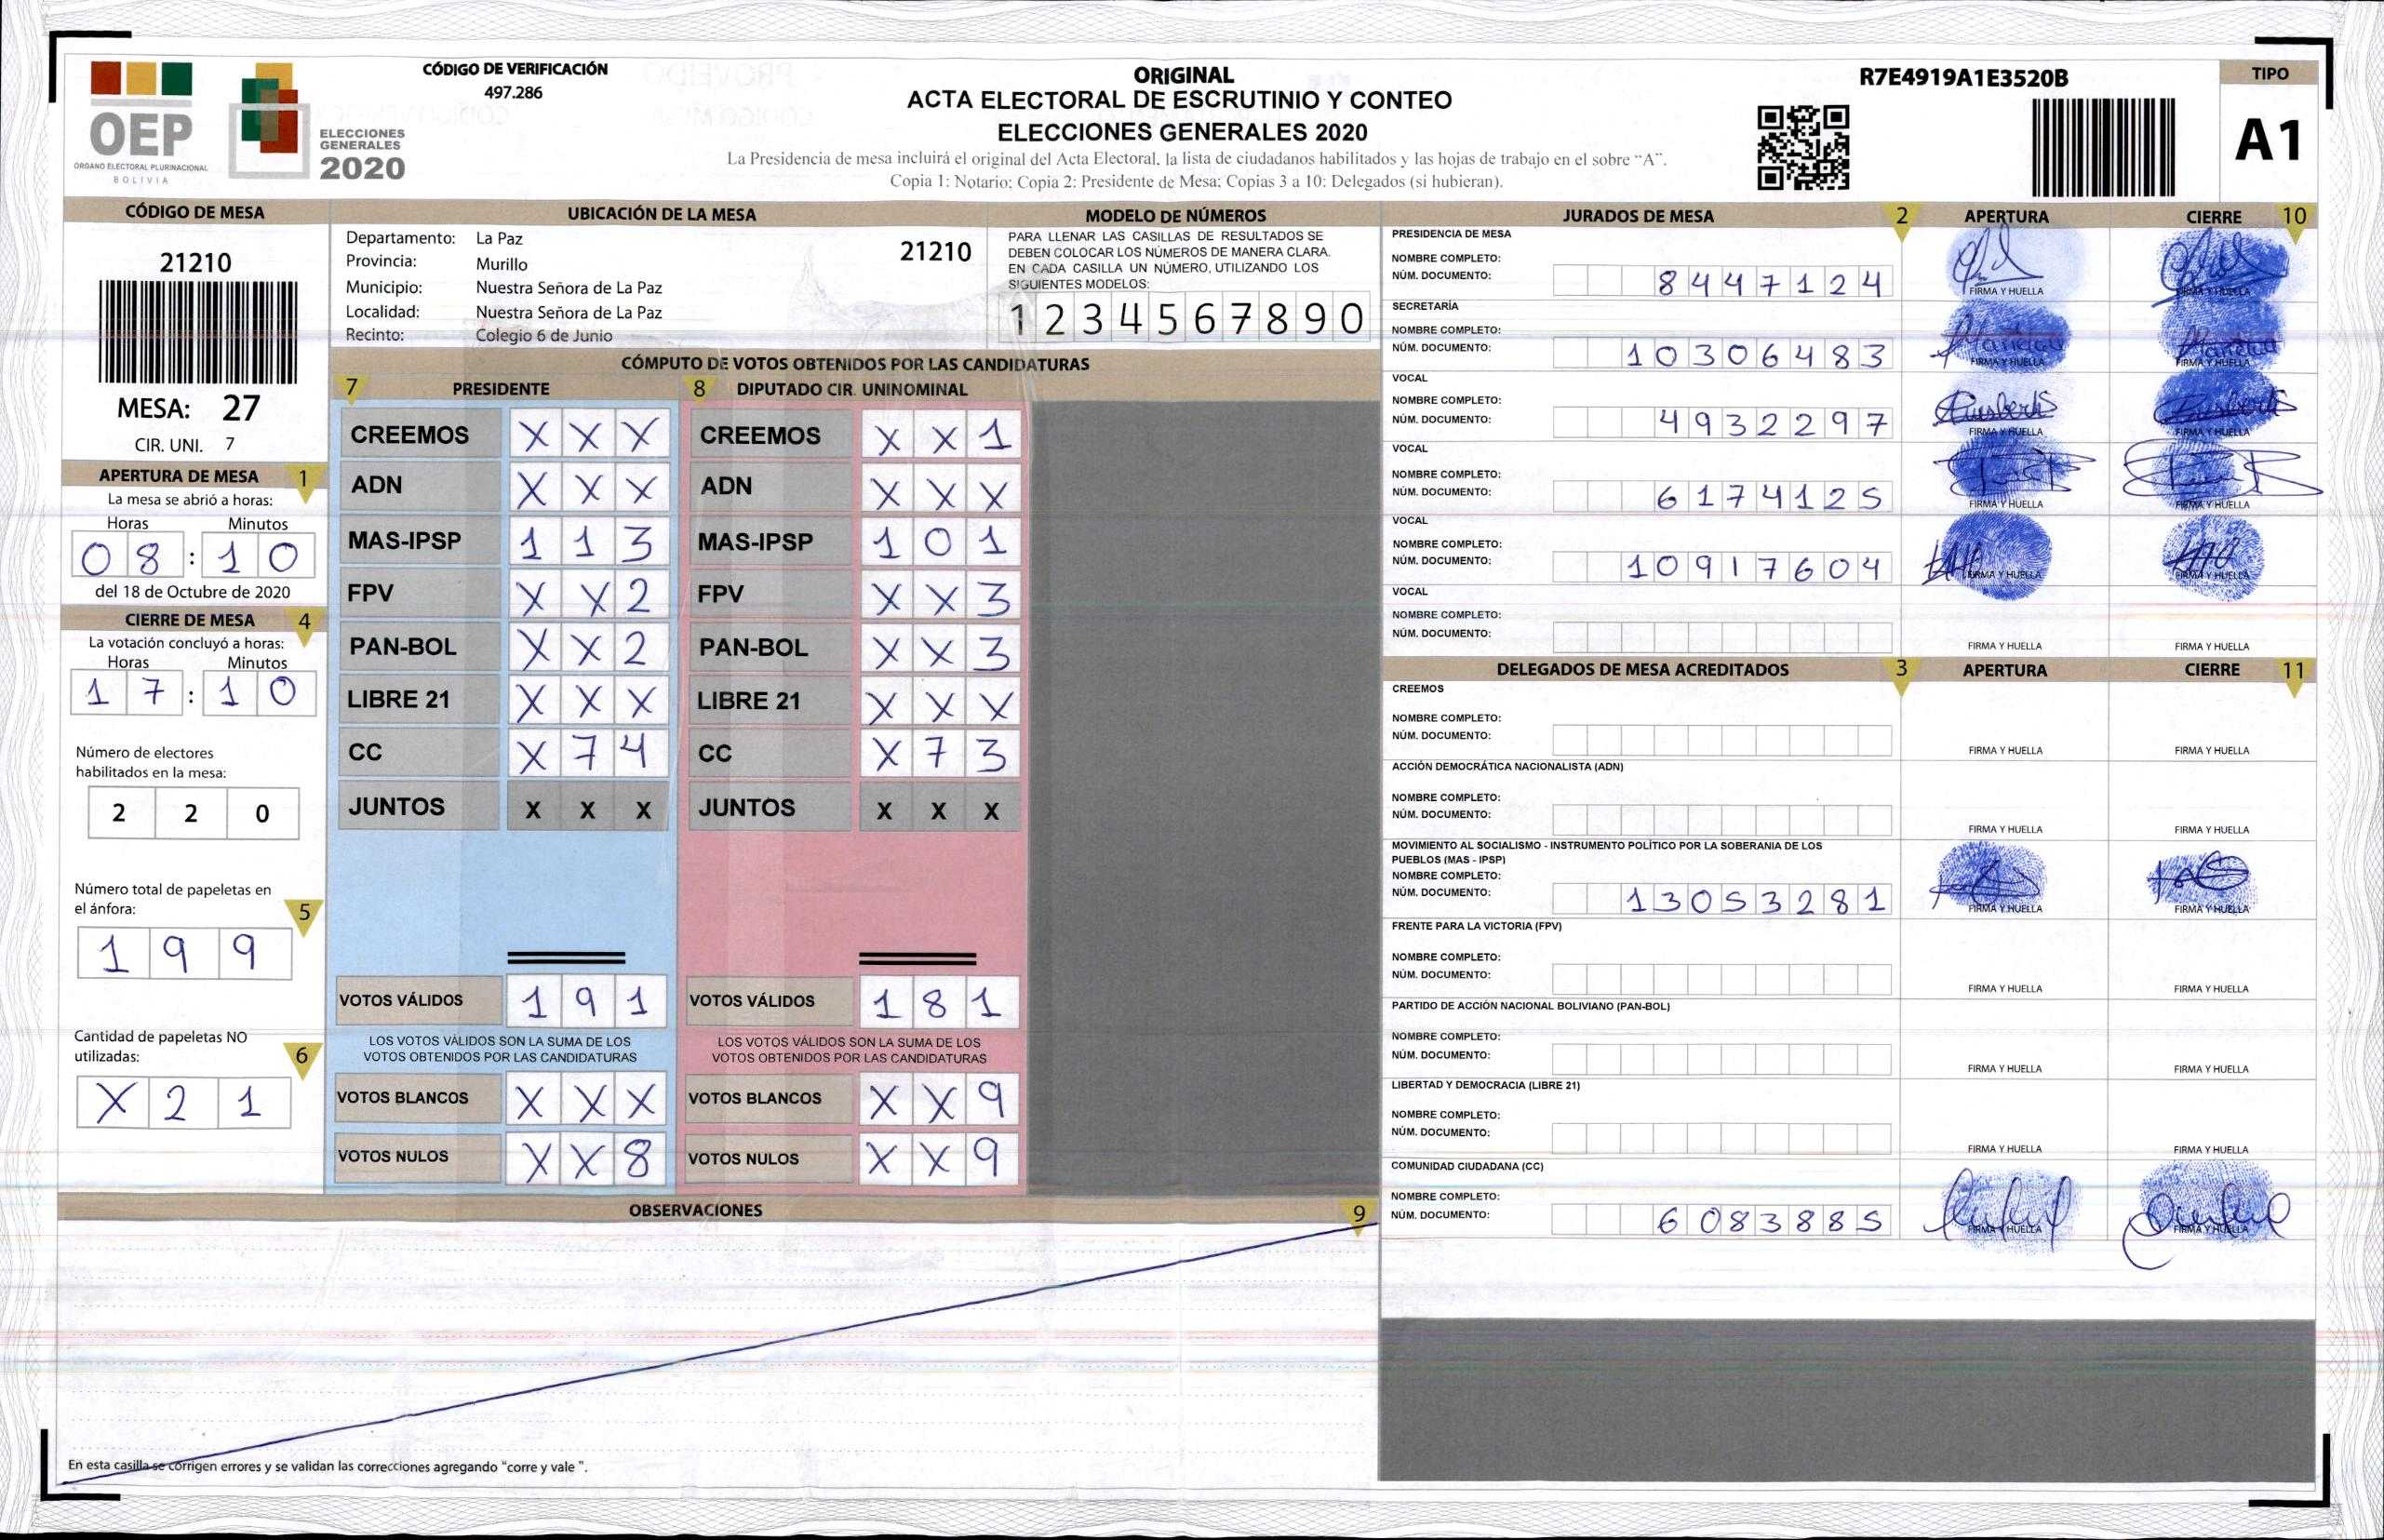 OEP
ÓRGANO ELECTORAL PLURINACIONAL
BOLIVIA
ELECCIONES
GENERALES
2020
CÓDIGO DE VERIFICACIÓN
497.286
ORIGINAL
ACTA ELECTORAL DE ESCRUTINIO Y CONTEO
ELECCIONES GENERALES 2020
La Presidencia de mesa incluirá el original del Acta Electoral, la lista de ciudadanos habilitados y las hojas de trabajo en el sobre "A".
Copia 1: Notario; Copia 2: Presidente de Mesa; Copias 3 a 10: Delegados (si hubieran).
R7E4919A1E3520B
TIPO
A1
CÓDIGO DE MESA
21210
MESA: 27
CIR. UNI. 7
APERTURA DE MESA 1
La mesa se abrió a horas:
Horas Minutos
08:10
del 18 de Octubre de 2020
CIERRE DE MESA 4
La votación concluyó a horas:
Horas Minutos
17:10
Número de electores
habilitados en la mesa:
2 2 0
Número total de papeletas en
el ánfora: 5
1 9 9
Cantidad de papeletas NO
utilizadas: 6
X 2 1
UBICACIÓN DE LA MESA
Departamento: La Paz 21210
Provincia: Murillo
Municipio: Nuestra Señora de La Paz
Localidad: Nuestra Señora de La Paz
Recinto: Colegio 6 de Junio
MODELO DE NÚMEROS
PARA LLENAR LAS CASILLAS DE RESULTADOS SE
DEBEN COLOCAR LOS NÚMEROS DE MANERA CLARA.
EN CADA CASILLA UN NÚMERO, UTILIZANDO LOS
SIGUIENTES MODELOS:
1 2 3 4 5 6 7 8 9 0
CÓMPUTO DE VOTOS OBTENIDOS POR LAS CANDIDATURAS
7 PRESIDENTE 8 DIPUTADO CIR. UNINOMINAL
CREEMOS X X X CREEMOS X X 1
ADN X X X ADN X X X
MAS-IPSP 1 1 3 MAS-IPSP 1 0 1
FPV X X 2 FPV X X 3
PAN-BOL X X 2 PAN-BOL X X 3
LIBRE 21 X X X LIBRE 21 X X X
CC X 7 4 CC X 7 3
JUNTOS X X X JUNTOS X X X
VOTOS VÁLIDOS 1 9 1 VOTOS VÁLIDOS 1 8 1
LOS VOTOS VÁLIDOS SON LA SUMA DE LOS LOS VOTOS VÁLIDOS SON LA SUMA DE LOS
VOTOS OBTENIDOS POR LAS CANDIDATURAS VOTOS OBTENIDOS POR LAS CANDIDATURAS
VOTOS BLANCOS X X X VOTOS BLANCOS X X 9
VOTOS NULOS X X 8 VOTOS NULOS X X 9
OBSERVACIONES 9
En esta casilla se corrigen errores y se validan las correcciones agregando "corre y vale ".
JURADOS DE MESA 2 APERTURA CIERRE 10
PRESIDENCIA DE MESA
NOMBRE COMPLETO:
NÚM. DOCUMENTO: 8447124 FIRMA Y HUELLA FIRMA Y HUELLA
SECRETARÍA
NOMBRE COMPLETO:
NÚM. DOCUMENTO: 10306483 FIRMA Y HUELLA FIRMA Y HUELLA
VOCAL
NOMBRE COMPLETO:
NÚM. DOCUMENTO: 4932297 FIRMA Y HUELLA FIRMA Y HUELLA
VOCAL
NOMBRE COMPLETO:
NÚM. DOCUMENTO: 6174125 FIRMA Y HUELLA FIRMA Y HUELLA
VOCAL
NOMBRE COMPLETO:
NÚM. DOCUMENTO: 10917604 FIRMA Y HUELLA FIRMA Y HUELLA
VOCAL
NOMBRE COMPLETO:
NÚM. DOCUMENTO: FIRMA Y HUELLA FIRMA Y HUELLA
DELEGADOS DE MESA ACREDITADOS 3 APERTURA CIERRE 11
CREEMOS
NOMBRE COMPLETO:
NÚM. DOCUMENTO: FIRMA Y HUELLA FIRMA Y HUELLA
ACCIÓN DEMOCRÁTICA NACIONALISTA (ADN)
NOMBRE COMPLETO:
NÚM. DOCUMENTO: FIRMA Y HUELLA FIRMA Y HUELLA
MOVIMIENTO AL SOCIALISMO - INSTRUMENTO POLÍTICO POR LA SOBERANIA DE LOS
PUEBLOS (MAS - IPSP)
NOMBRE COMPLETO:
NÚM. DOCUMENTO: 13053281 FIRMA Y HUELLA FIRMA Y HUELLA
FRENTE PARA LA VICTORIA (FPV)
NOMBRE COMPLETO:
NÚM. DOCUMENTO: FIRMA Y HUELLA FIRMA Y HUELLA
PARTIDO DE ACCIÓN NACIONAL BOLIVIANO (PAN-BOL)
NOMBRE COMPLETO:
NÚM. DOCUMENTO: FIRMA Y HUELLA FIRMA Y HUELLA
LIBERTAD Y DEMOCRACIA (LIBRE 21)
NOMBRE COMPLETO:
NÚM. DOCUMENTO: FIRMA Y HUELLA FIRMA Y HUELLA
COMUNIDAD CIUDADANA (CC)
NOMBRE COMPLETO:
NÚM. DOCUMENTO: 6083885 FIRMA Y HUELLA FIRMA Y HUELLA